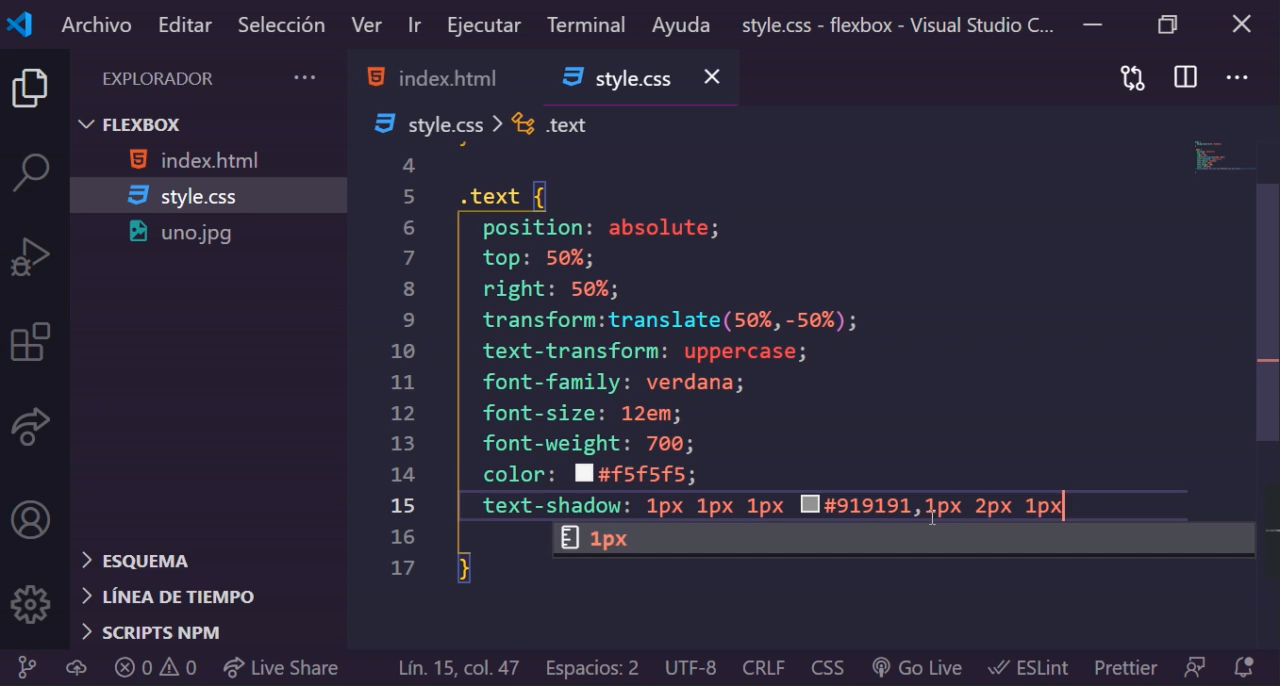 Archivo Editar Selección Ver Ir Ejecutar Terminal Ayuda style.css - flexbox - Visual Studio C...
EXPLORADOR
index.html style.css
FLEXBOX
index.html
style.css
uno.jpg
ESQUEMA
LÍNEA DE TIEMPO
SCRIPTS NPM
style.css > .text
4
5 .text {
6 position: absolute;
7 top: 50%;
8 right: 50%;
9 transform:translate(50%,-50%);
10 text-transform: uppercase;
11 font-family: verdana;
12 font-size: 12em;
13 font-weight: 700;
14 color: #f5f5f5;
15 text-shadow: 1px 1px 1px #919191,1px 2px 1px
16 1px
17 }
0 0 Live Share Lín. 15, col. 47 Espacios: 2 UTF-8 CRLF CSS Go Live ESLint Prettier